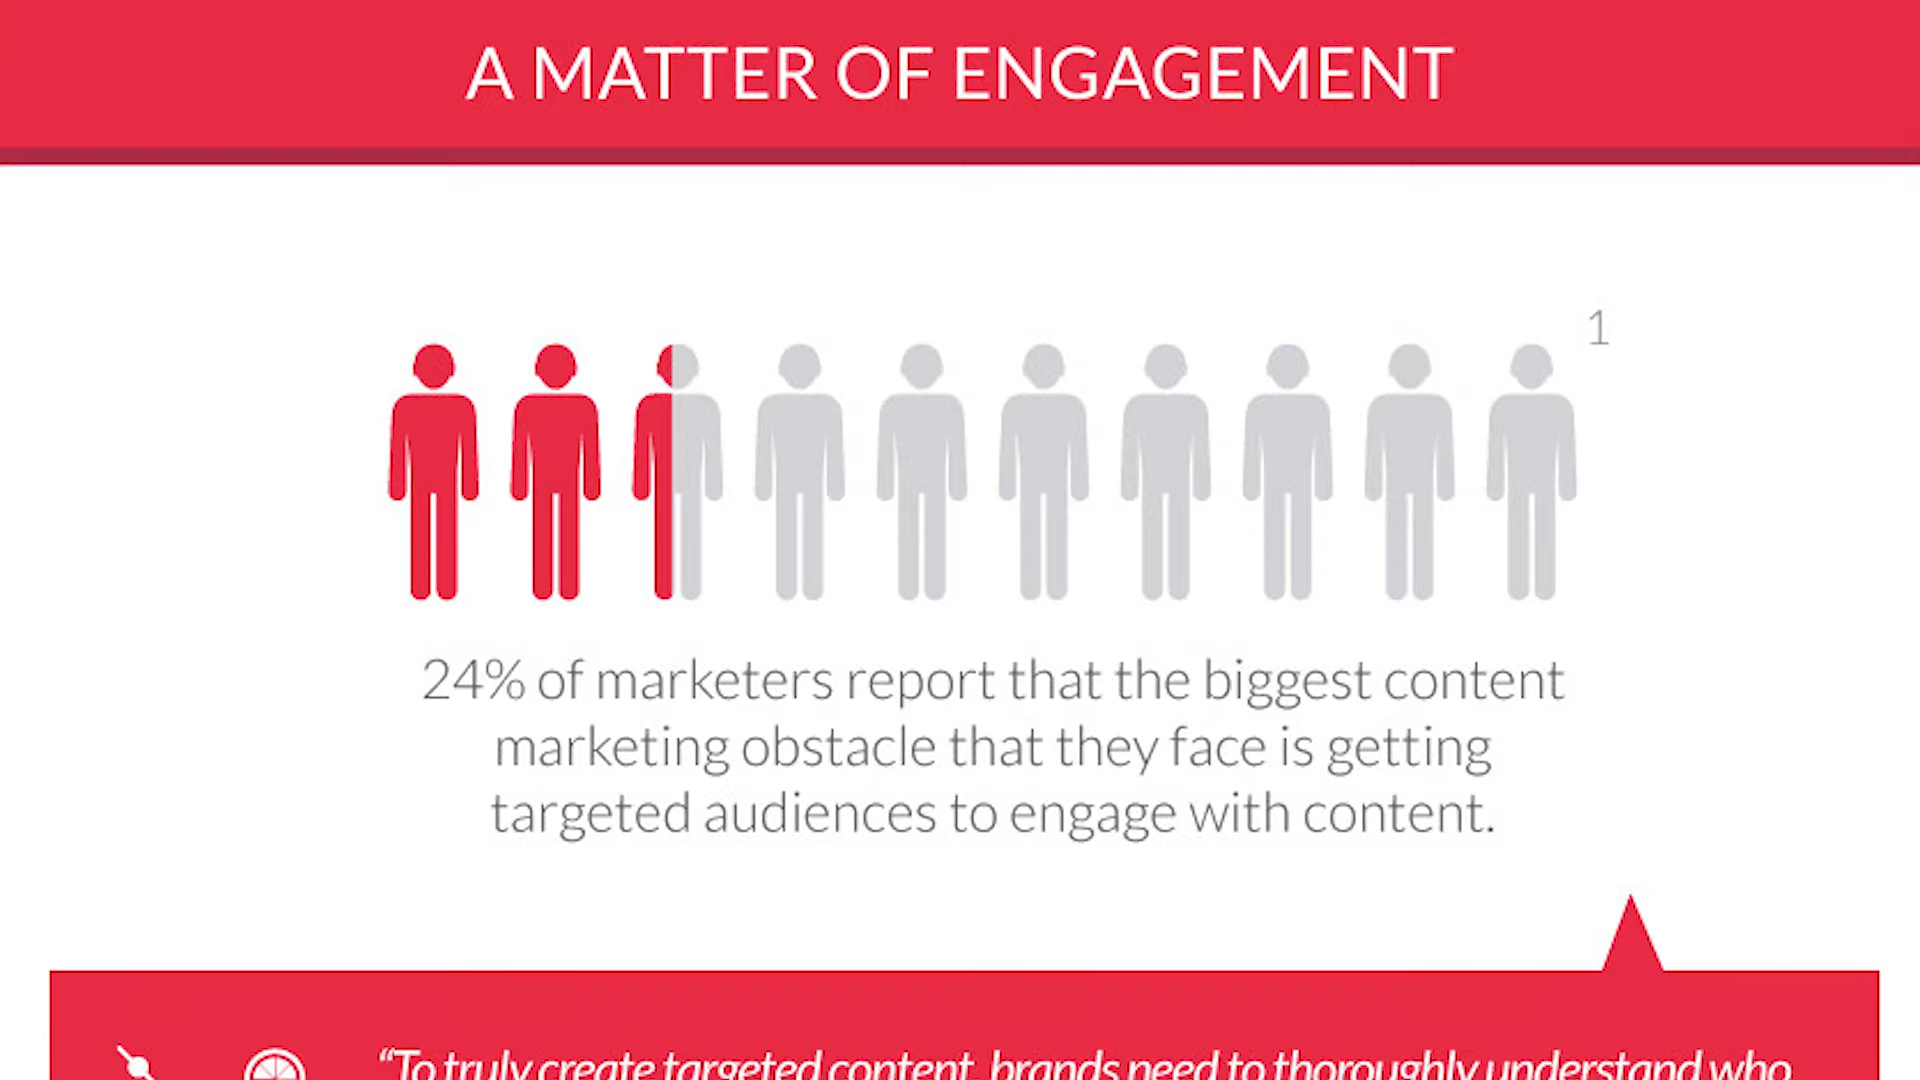 A MATTER OF ENGAGEMENT
1
24% of marketers report that the biggest content
marketing obstacle that they face is getting
targeted audiences to engage with content.
“To truly create targeted content, brands need to thoroughly understand who